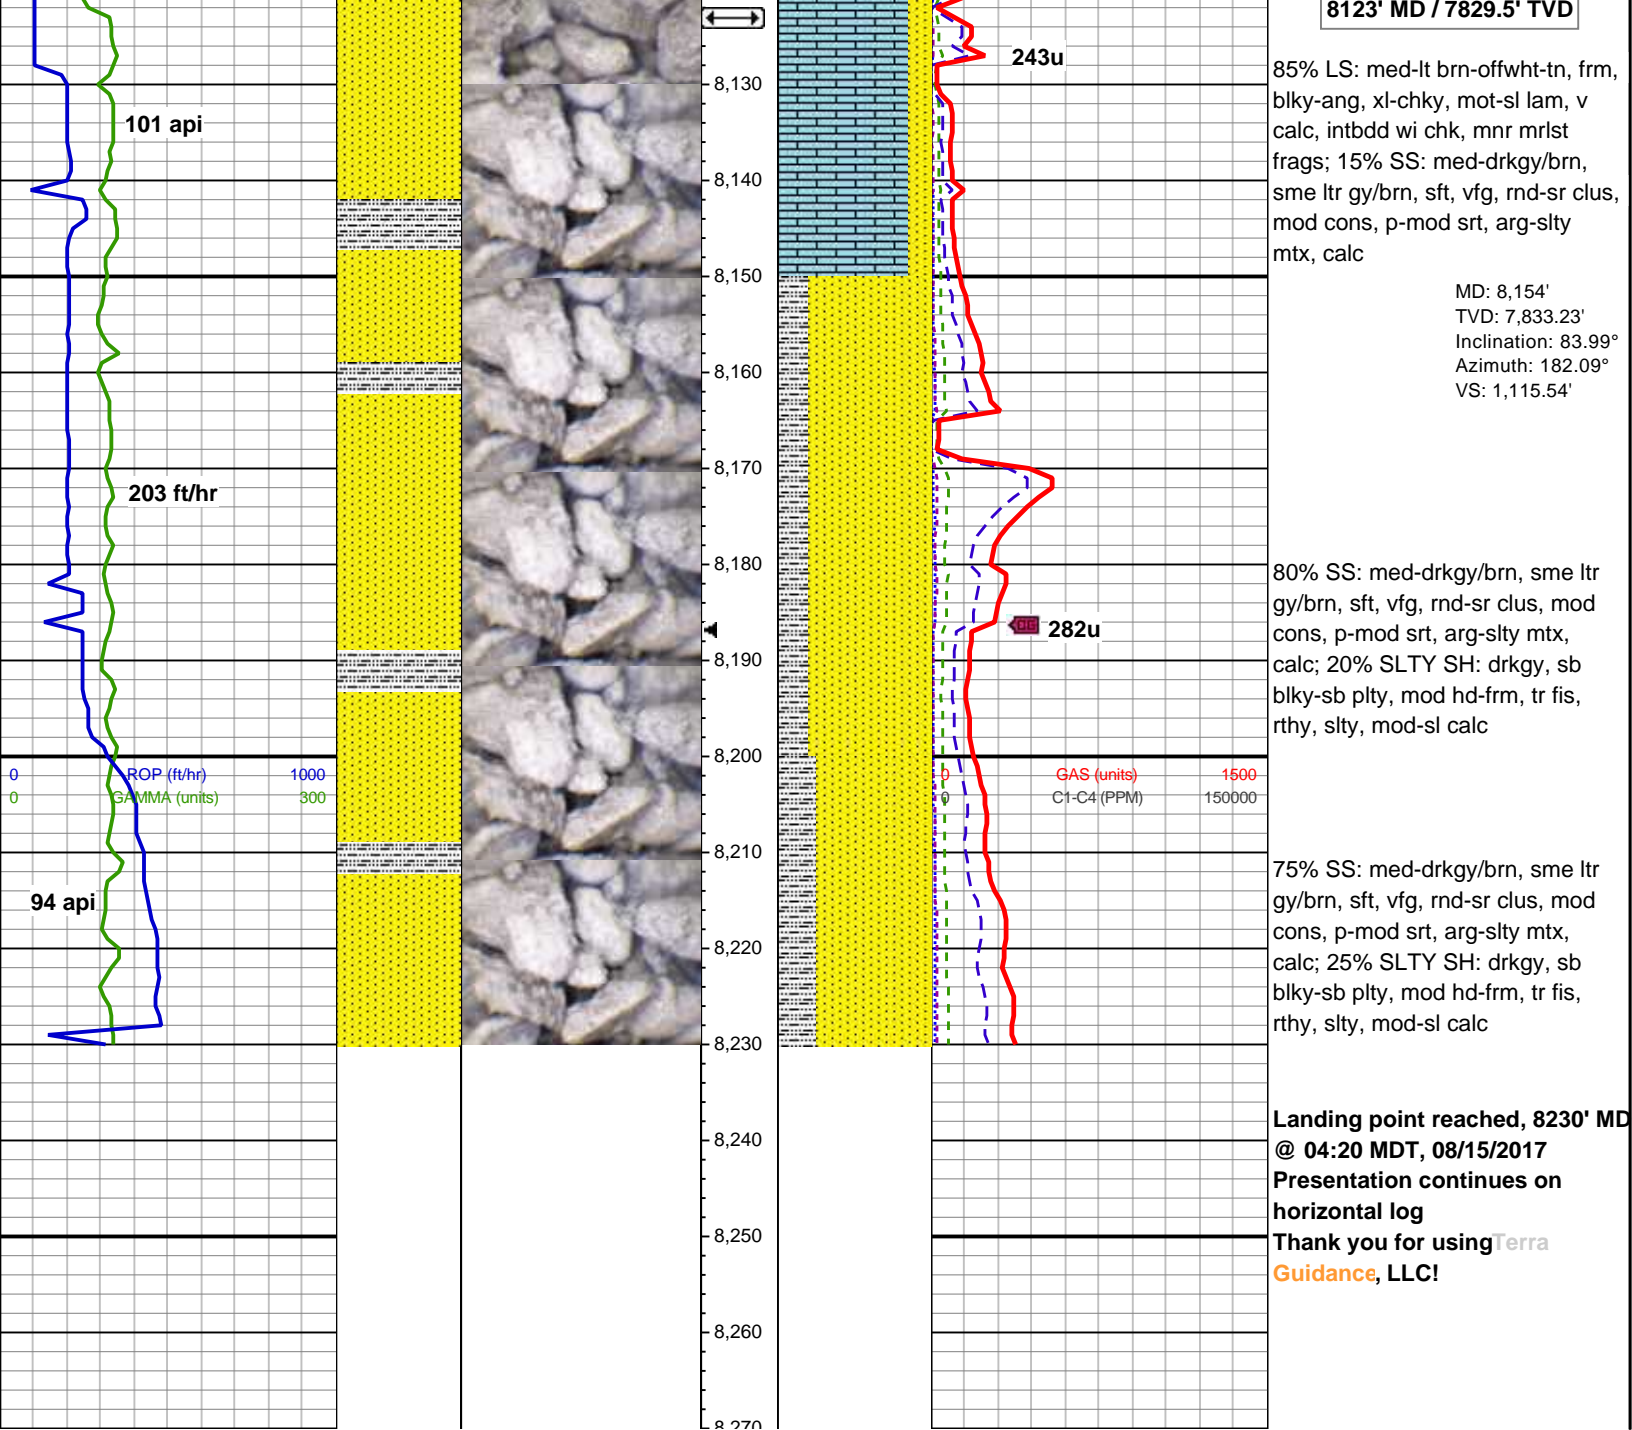 8123' MD / 7829.5' TVD
243u
85% LS: med-lt brn-offwht-tn, frm,
blky-ang, xl-chky, mot-sl lam, v
calc, intbdd wi chk, mnr mrlst
frags; 15% SS: med-drkgy/brn,
sme ltr gy/brn, sft, vfg, rnd-sr clus,
mod cons, p-mod srt, arg-slty
mtx, calc
8,130
101 api
8,140
8,150
MD: 8,154'
TVD: 7,833.23'
Inclination: 83.99°
Azimuth: 182.09°
VS: 1,115.54'
8,160
8,170
203 ft/hr
8,180
80% SS: med-drkgy/brn, sme ltr
gy/brn, sft, vfg, rnd-sr clus, mod
cons, p-mod srt, arg-slty mtx,
calc; 20% SLTY SH: drkgy, sb
blky-sb plty, mod hd-frm, tr fis,
rthy, slty, mod-sl calc
CG 282u
8,190
8,200
0 ROP (ft/hr) 1000
0 GAMMA (units) 300
0 GAS (units) 1500
0 C1-C4 (PPM) 150000
8,210
94 api
75% SS: med-drkgy/brn, sme ltr
gy/brn, sft, vfg, rnd-sr clus, mod
cons, p-mod srt, arg-slty mtx,
calc; 25% SLTY SH: drkgy, sb
blky-sb plty, mod hd-frm, tr fis,
rthy, slty, mod-sl calc
8,220
8,230
Landing point reached, 8230' MD
@ 04:20 MDT, 08/15/2017
Presentation continues on
horizontal log
Thank you for using Terra
Guidance, LLC!
8,240
8,250
8,260
8,270